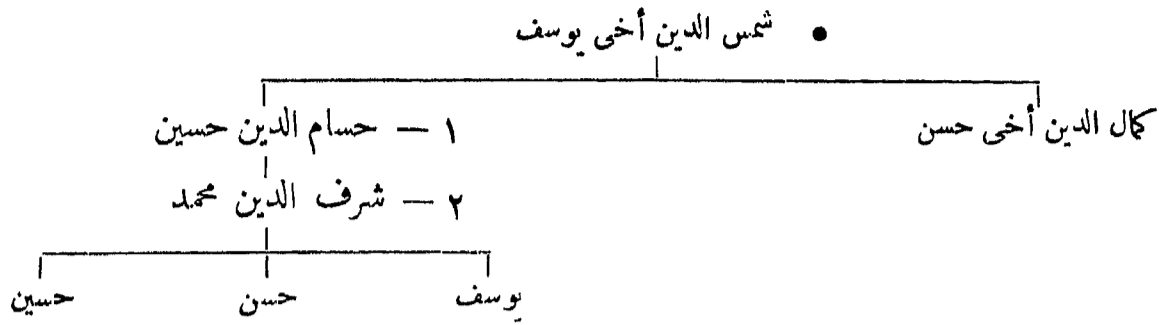 ● شمس الدين أخى يوسف
كمال الدين أخى حسن
١ — حسام الدين حسين
٢ — شرف الدين محمد
يوسف حسن حسين